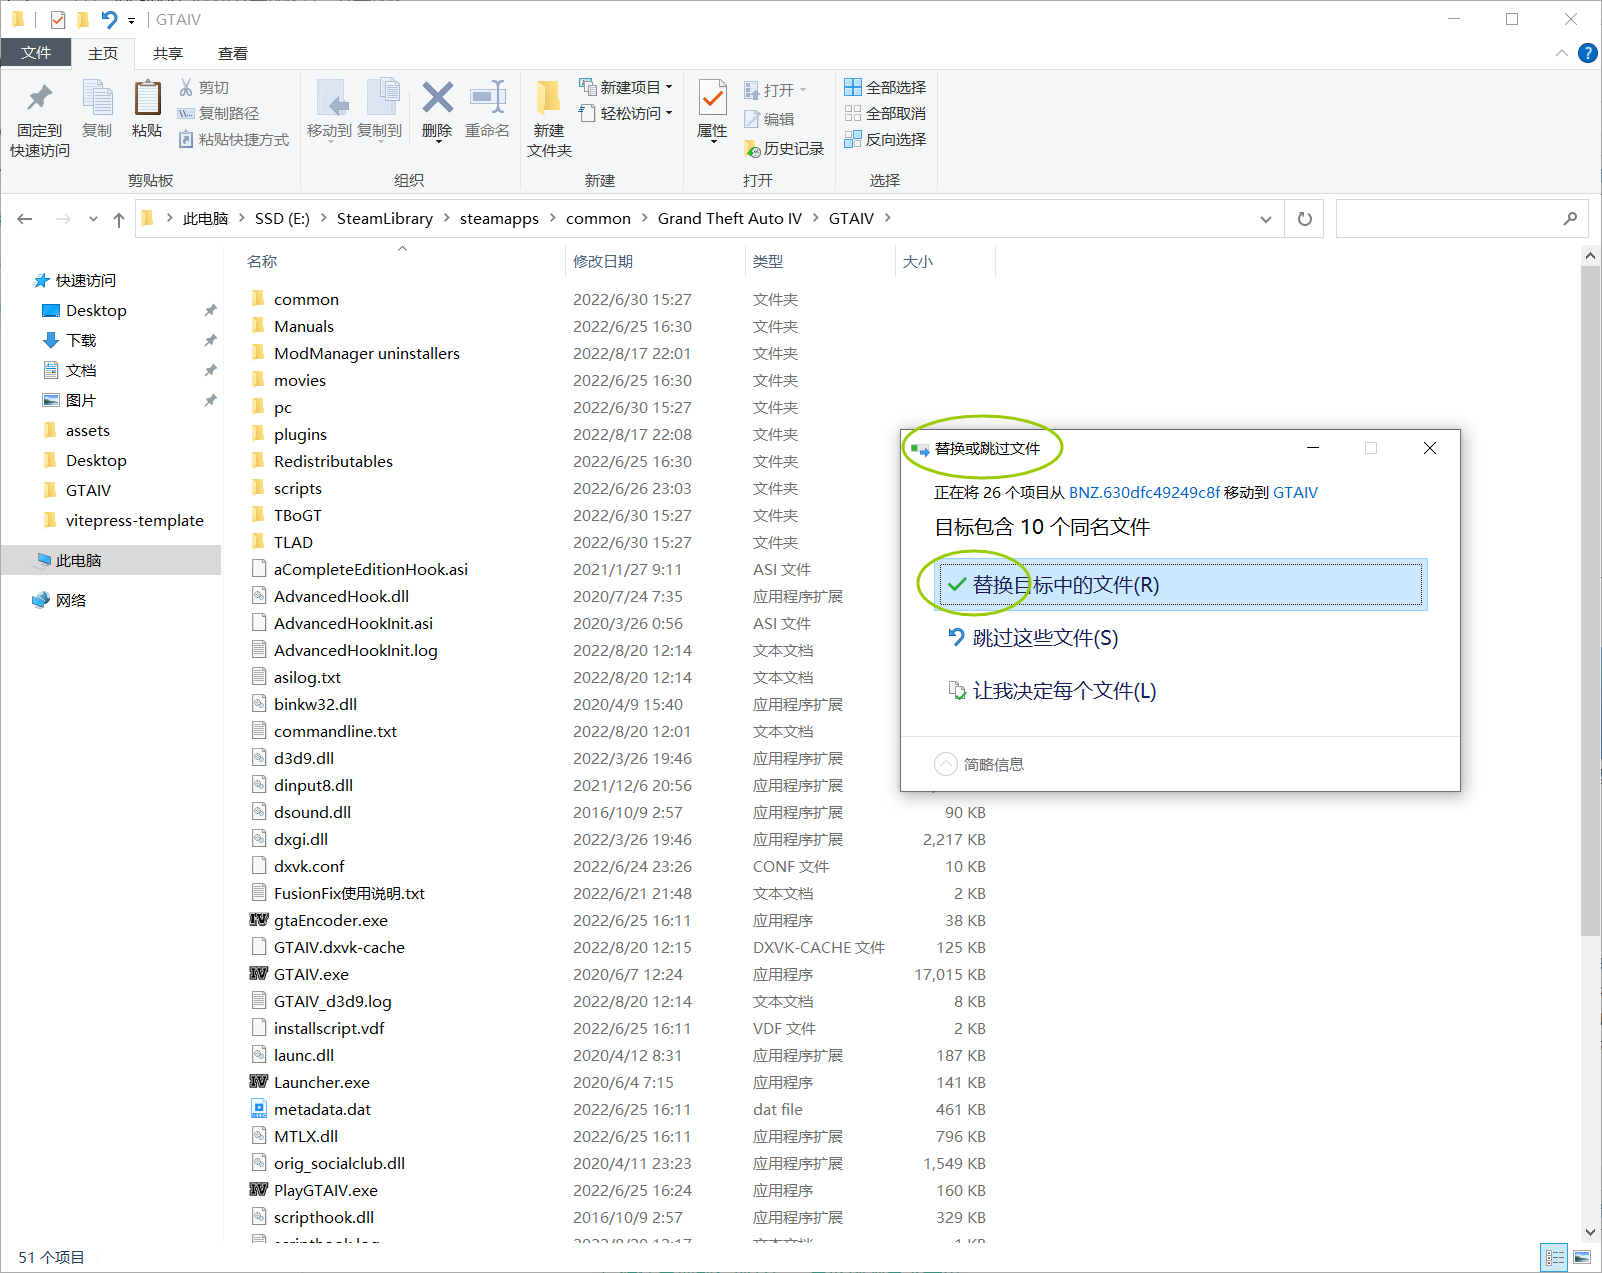 GTAIV
文件 主页 共享 查看
固定到
快速访问
复制
粘贴
剪切
复制路径
粘贴快捷方式
剪贴板
移动到 复制到 删除 重命名
组织
新建
文件夹
新建项目
轻松访问
新建
属性
打开
编辑
历史记录
打开
全部选择
全部取消
反向选择
选择
此电脑 SSD (E:) SteamLibrary steamapps common Grand Theft Auto IV GTAIV
快速访问
Desktop
下载
文档
图片
assets
Desktop
GTAIV
vitepress-template
此电脑
网络
名称 修改日期 类型 大小
common 2022/6/30 15:27 文件夹
Manuals 2022/6/25 16:30 文件夹
ModManager uninstallers 2022/8/17 22:01 文件夹
movies 2022/6/25 16:30 文件夹
pc 2022/6/30 15:27 文件夹
plugins 2022/8/17 22:08 文件夹
Redistributables 2022/6/25 16:30 文件夹
scripts 2022/6/26 23:03 文件夹
TBoGT 2022/6/30 15:27 文件夹
TLAD 2022/6/30 15:27 文件夹
aCompleteEditionHook.asi 2021/1/27 9:11 ASI 文件
AdvancedHook.dll 2020/7/24 7:35 应用程序扩展
AdvancedHookInit.asi 2020/3/26 0:56 ASI 文件
AdvancedHookInit.log 2022/8/20 12:14 文本文档
asilog.txt 2022/8/20 12:14 文本文档
binkw32.dll 2020/4/9 15:40 应用程序扩展
commandline.txt 2022/8/20 12:01 文本文档
d3d9.dll 2022/3/26 19:46 应用程序扩展
dinput8.dll 2021/12/6 20:56 应用程序扩展
dsound.dll 2016/10/9 2:57 应用程序扩展 90 KB
dxgi.dll 2022/3/26 19:46 应用程序扩展 2,217 KB
dxvk.conf 2022/6/24 23:26 CONF 文件 10 KB
FusionFix使用说明.txt 2022/6/21 21:48 文本文档 2 KB
gtaEncoder.exe 2022/6/25 16:11 应用程序 38 KB
GTAIV.dxvk-cache 2022/8/20 12:15 DXVK-CACHE 文件 125 KB
GTAIV.exe 2020/6/7 12:24 应用程序 17,015 KB
GTAIV_d3d9.log 2022/8/20 12:14 文本文档 8 KB
installscript.vdf 2022/6/25 16:11 VDF 文件 2 KB
launc.dll 2020/4/12 8:31 应用程序扩展 187 KB
Launcher.exe 2020/6/4 7:15 应用程序 141 KB
metadata.dat 2022/6/25 16:11 dat file 461 KB
MTLX.dll 2022/6/25 16:11 应用程序扩展 796 KB
orig_socialclub.dll 2020/4/11 23:23 应用程序扩展 1,549 KB
PlayGTAIV.exe 2022/6/25 16:24 应用程序 160 KB
scripthook.dll 2016/10/9 2:57 应用程序扩展 329 KB
替换或跳过文件
正在将 26 个项目从 BNZ.630dfc49249c8f 移动到 GTAIV
目标包含 10 个同名文件
替换目标中的文件(R)
跳过这些文件(S)
让我决定每个文件(L)
简略信息
51 个项目